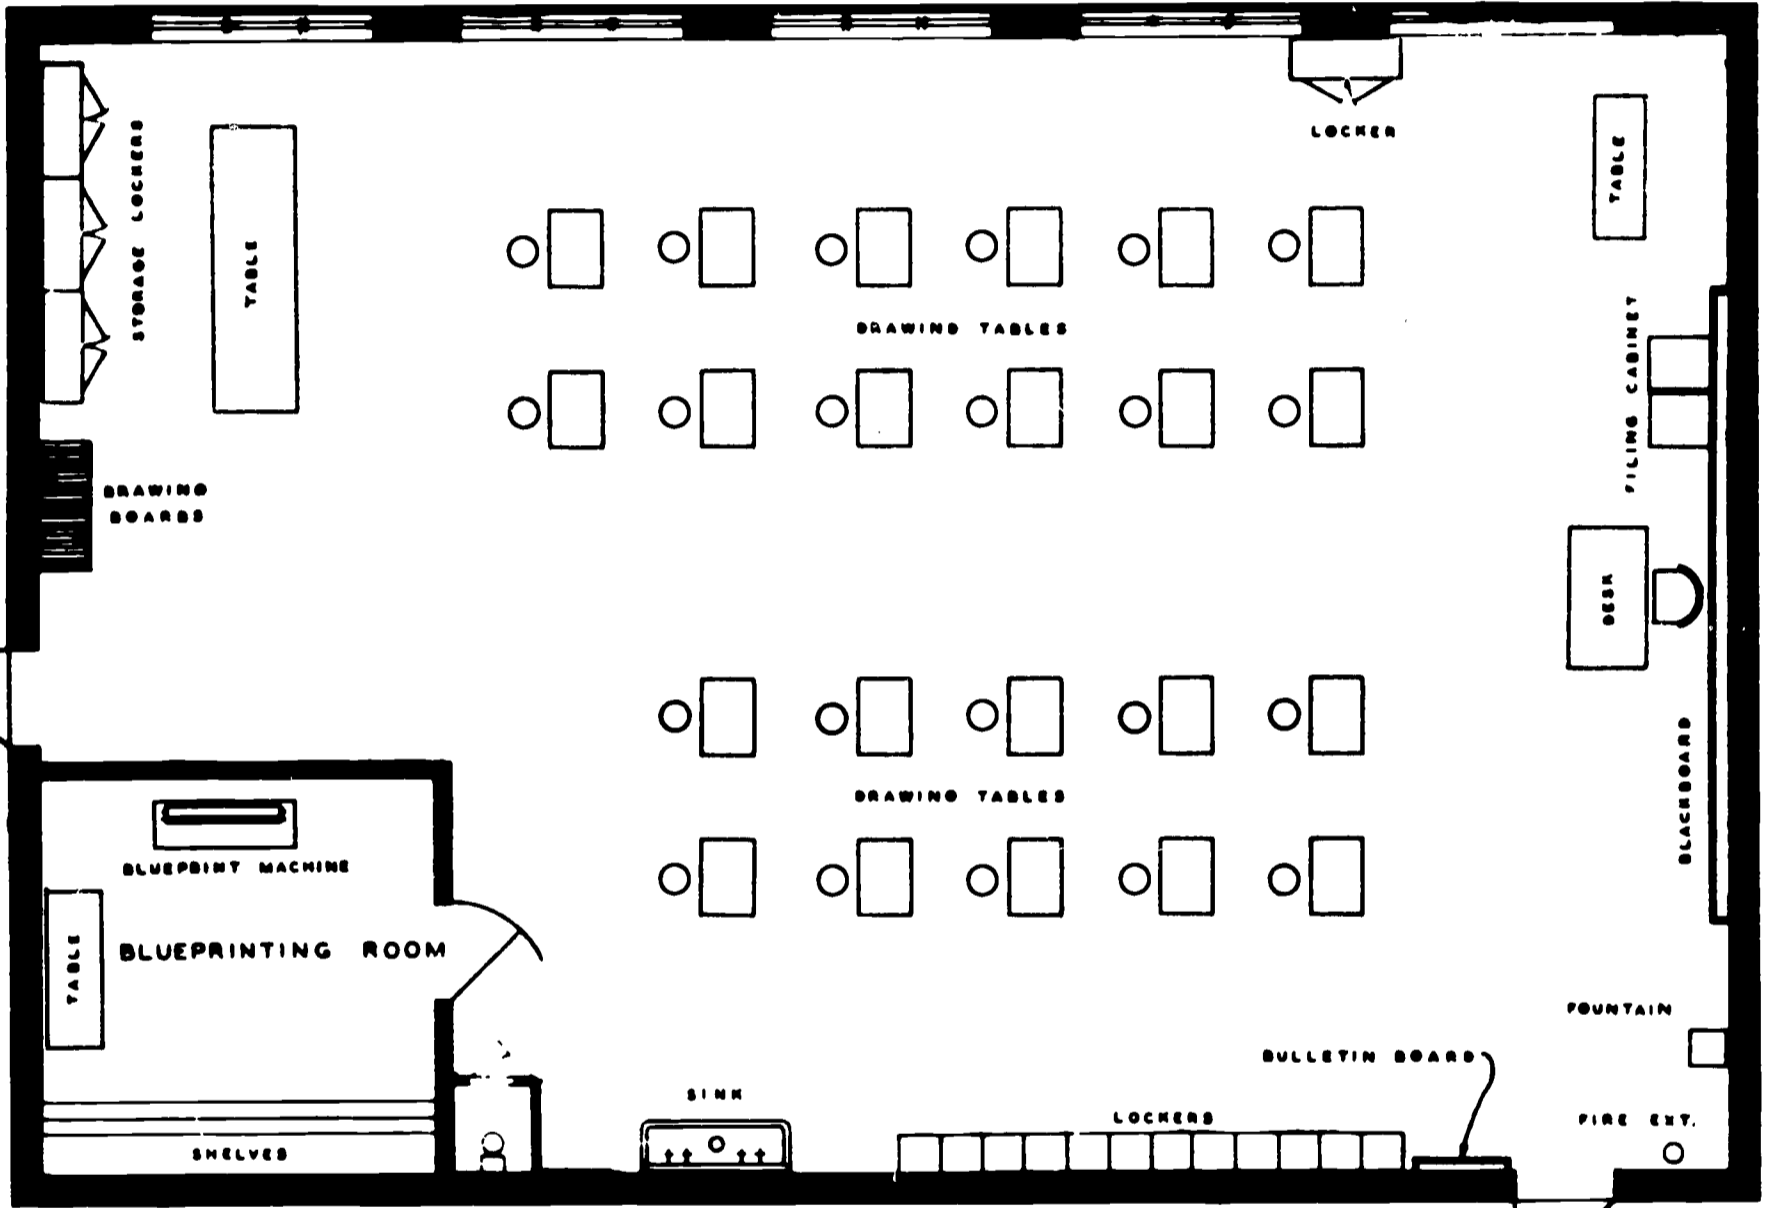 LOCKER
STORAGE LOCKERS
TABLE
TABLE
DRAWING TABLES
FILING CABINET
DRAWING
BOARDS
DESK
BLACKBOARD
DRAWING TABLES
BLUEPRINT MACHINE
BLUEPRINTING ROOM
TABLE
FOUNTAIN
BULLETIN BOARD
SINK
LOCKERS
FIRE EXT.
SHELVES